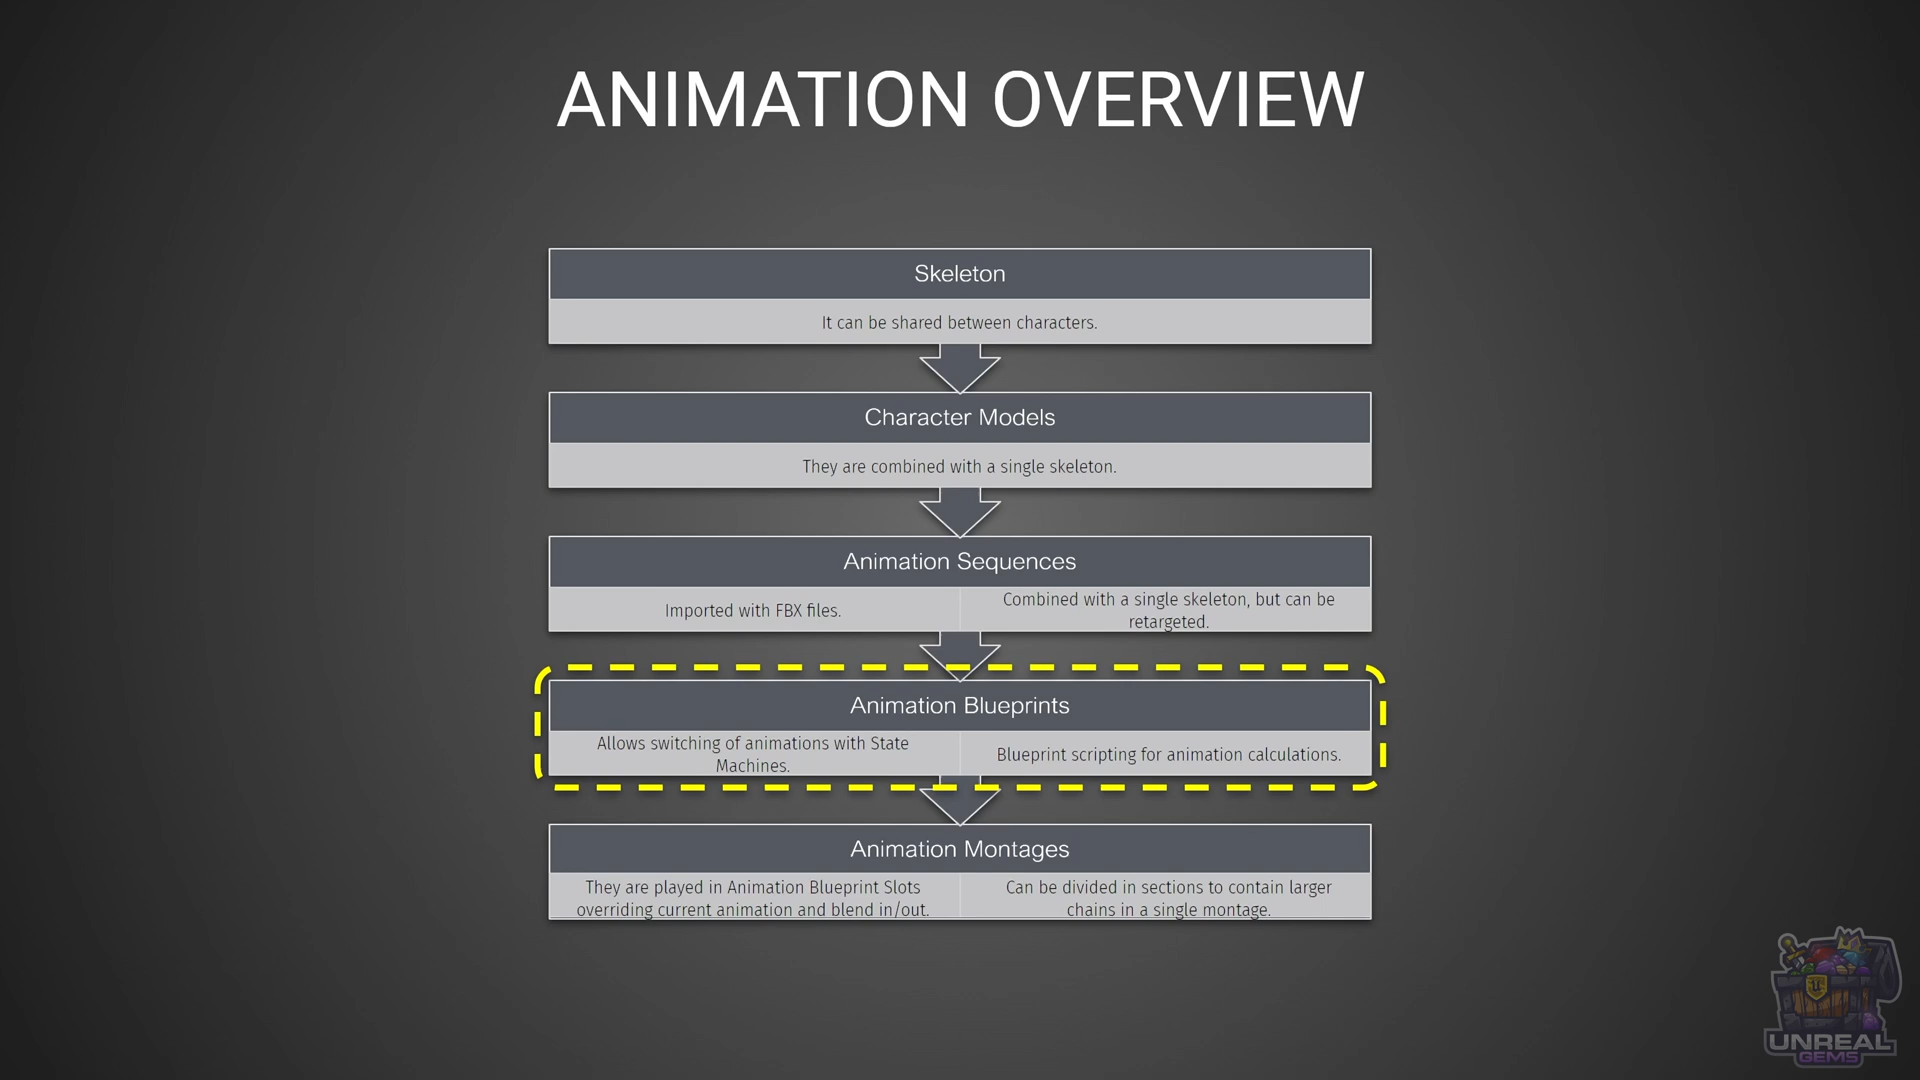 ANIMATION OVERVIEW
Skeleton
It can be shared between characters.
Character Models
They are combined with a single skeleton.
Animation Sequences
Imported with FBX files.
Combined with a single skeleton, but can be
retargeted.
Animation Blueprints
Allows switching of animations with State
Machines.
Blueprint scripting for animation calculations.
Animation Montages
They are played in Animation Blueprint Slots
overriding current animation and blend in/out.
Can be divided in sections to contain larger
chains in a single montage.
UNREAL
GEMS